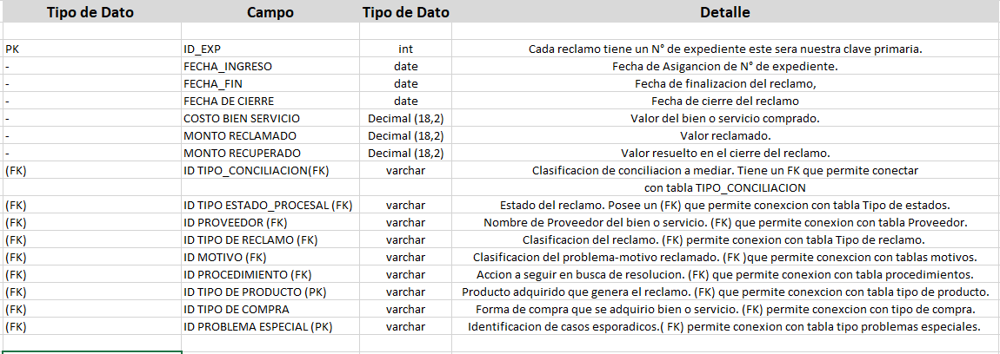 Tipo de Dato Campo Tipo de Dato Detalle
PK ID_EXP int Cada reclamo tiene un N° de expediente este sera nuestra clave primaria.
- FECHA_INGRESO date Fecha de Asigancion de N° de expediente.
- FECHA_FIN date Fecha de finalizacion del reclamo,
- FECHA DE CIERRE date Fecha de cierre del reclamo
- COSTO BIEN SERVICIO Decimal (18,2) Valor del bien o servicio comprado.
- MONTO RECLAMADO Decimal (18,2) Valor reclamado.
- MONTO RECUPERADO Decimal (18,2) Valor resuelto en el cierre del reclamo.
(FK) ID TIPO_CONCILIACION(FK) varchar Clasificacion de conciliacion a mediar. Tiene un FK que permite conectar
con tabla TIPO_CONCILIACION
(FK) ID TIPO ESTADO_PROCESAL (FK) varchar Estado del reclamo. Posee un (FK) que permite conexcion con tabla Tipo de estados.
(FK) ID PROVEEDOR (FK) varchar Nombre de Proveedor del bien o servicio. (FK) que permite conexion con tabla Proveedor.
(FK) ID TIPO DE RECLAMO (FK) varchar Clasificacion del reclamo. (FK) permite conexion con tabla Tipo de reclamo.
(FK) ID MOTIVO (FK) varchar Clasificacion del problema-motivo reclamado. (FK )que permite conexcion con tablas motivos.
(FK) ID PROCEDIMIENTO (FK) varchar Accion a seguir en busca de resolucion. (FK) que permite conexion con tabla procedimientos.
(FK) ID TIPO DE PRODUCTO (PK) varchar Producto adquirido que genera el reclamo. (FK) que permite conexcion con tabla tipo de producto.
(FK) ID TIPO DE COMPRA varchar Forma de compra que se adquirio bien o servicio. (FK) permite conexcion con tipo de compra.
(FK) ID PROBLEMA ESPECIAL (PK) varchar Identificacion de casos esporadicos.( FK) permite conexion con tabla tipo problemas especiales.